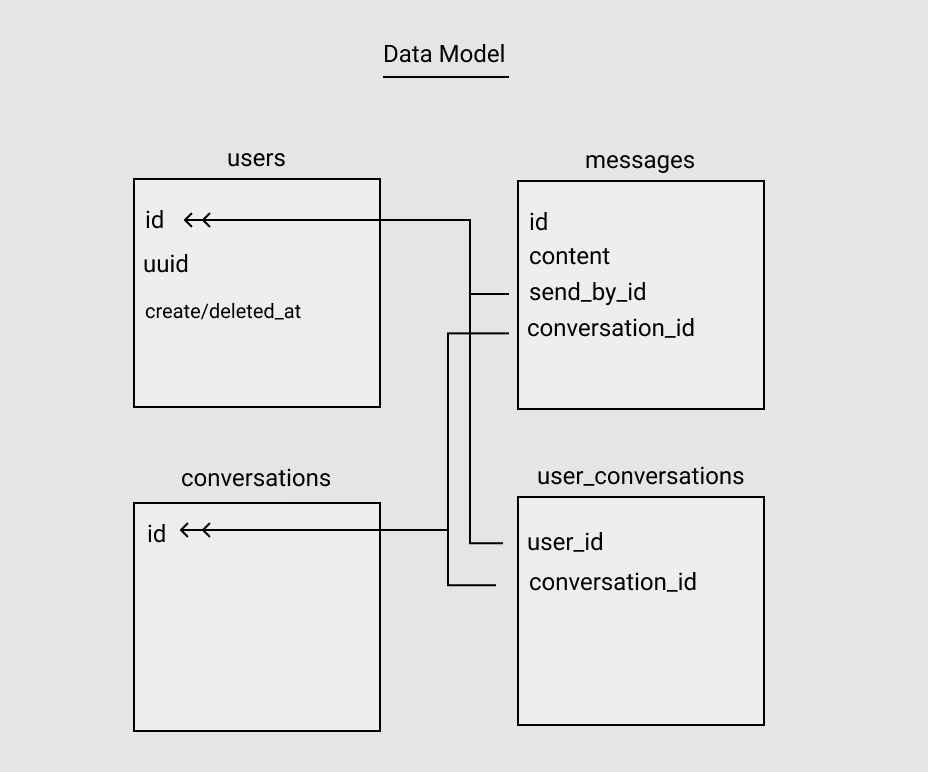 Data Model
users
id
uuid
create/deleted_at
messages
id
content
send_by_id
conversation_id
conversations
id
user_conversations
user_id
conversation_id